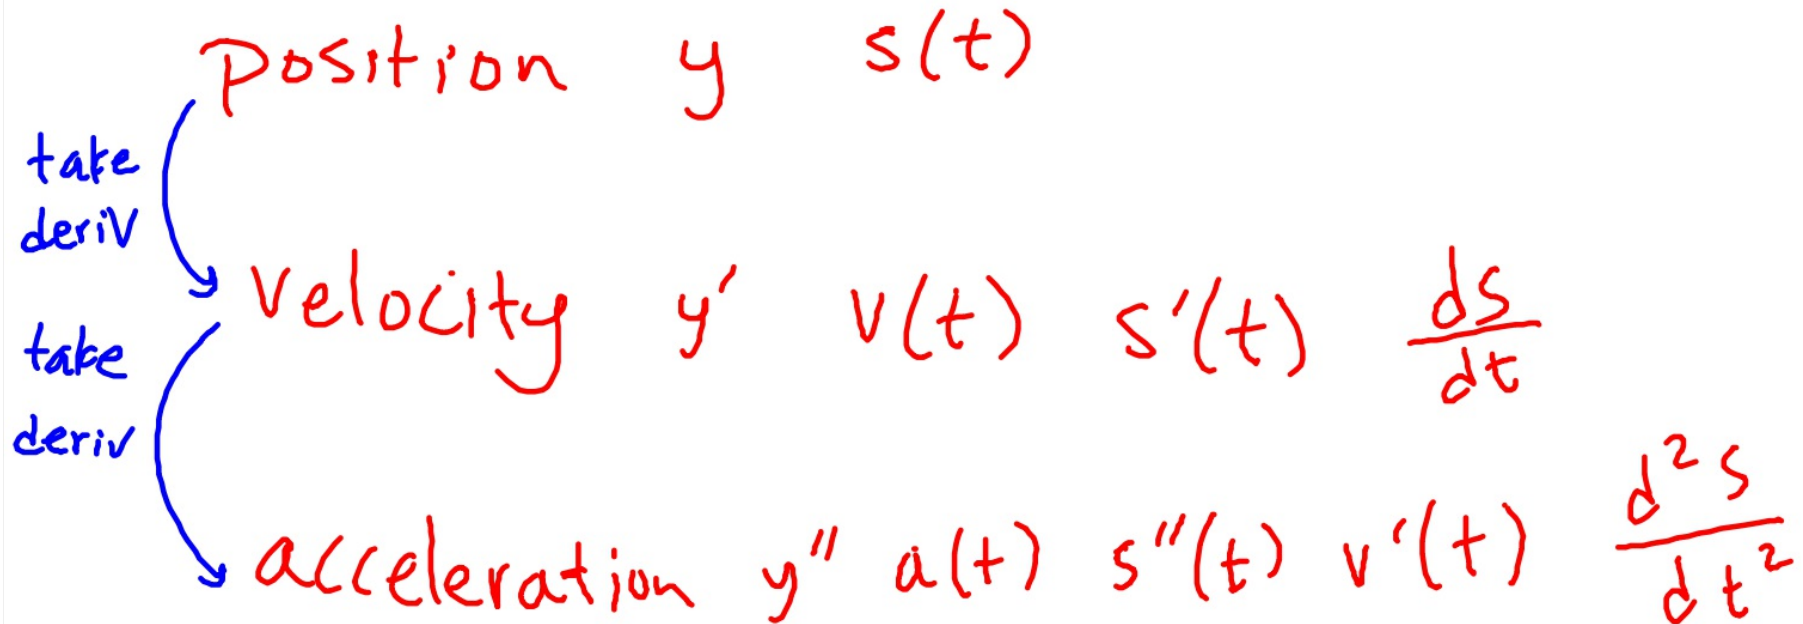 position y s(t)
take
deriv
velocity y' v(t) s'(t) ds/dt
take
deriv
acceleration y'' a(t) s''(t) v'(t) d²s/dt²